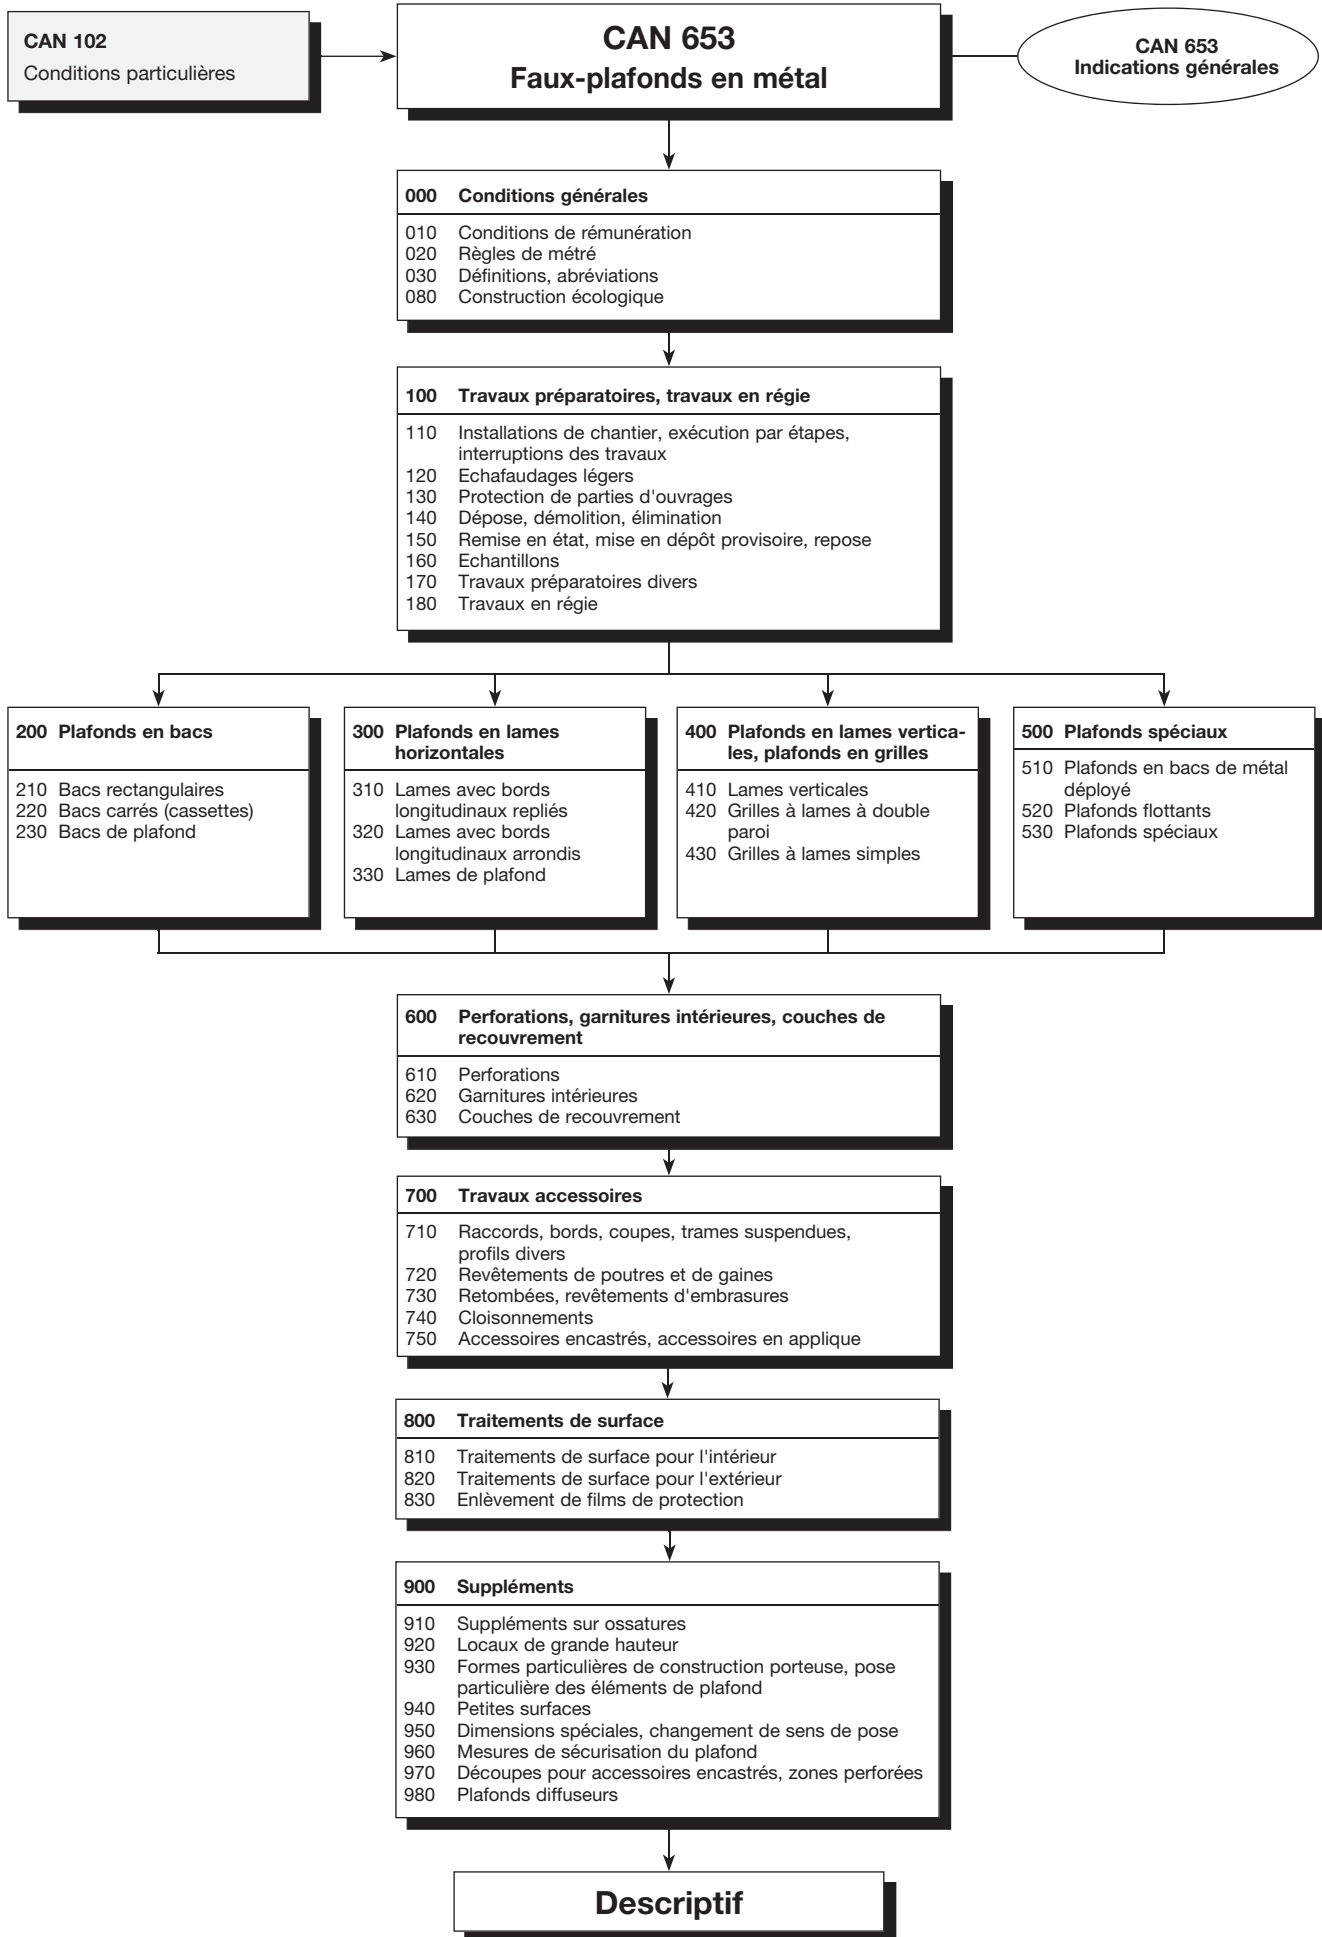 CAN 102
Conditions particulières
CAN 653
Faux-plafonds en métal
CAN 653
Indications générales
000 Conditions générales
010 Conditions de rémunération
020 Règles de métré
030 Définitions, abréviations
080 Construction écologique
100 Travaux préparatoires, travaux en régie
110 Installations de chantier, exécution par étapes,
interruptions des travaux
120 Echafaudages légers
130 Protection de parties d'ouvrages
140 Dépose, démolition, élimination
150 Remise en état, mise en dépôt provisoire, repose
160 Echantillons
170 Travaux préparatoires divers
180 Travaux en régie
200 Plafonds en bacs
210 Bacs rectangulaires
220 Bacs carrés (cassettes)
230 Bacs de plafond
300 Plafonds en lames
horizontales
310 Lames avec bords
longitudinaux repliés
320 Lames avec bords
longitudinaux arrondis
330 Lames de plafond
400 Plafonds en lames vertica-
les, plafonds en grilles
410 Lames verticales
420 Grilles à lames à double
paroi
430 Grilles à lames simples
500 Plafonds spéciaux
510 Plafonds en bacs de métal
déployé
520 Plafonds flottants
530 Plafonds spéciaux
600 Perforations, garnitures intérieures, couches de
recouvrement
610 Perforations
620 Garnitures intérieures
630 Couches de recouvrement
700 Travaux accessoires
710 Raccords, bords, coupes, trames suspendues,
profils divers
720 Revêtements de poutres et de gaines
730 Retombées, revêtements d'embrasures
740 Cloisonnements
750 Accessoires encastrés, accessoires en applique
800 Traitements de surface
810 Traitements de surface pour l'intérieur
820 Traitements de surface pour l'extérieur
830 Enlèvement de films de protection
900 Suppléments
910 Suppléments sur ossatures
920 Locaux de grande hauteur
930 Formes particulières de construction porteuse, pose
particulière des éléments de plafond
940 Petites surfaces
950 Dimensions spéciales, changement de sens de pose
960 Mesures de sécurisation du plafond
970 Découpes pour accessoires encastrés, zones perforées
980 Plafonds diffuseurs
Descriptif